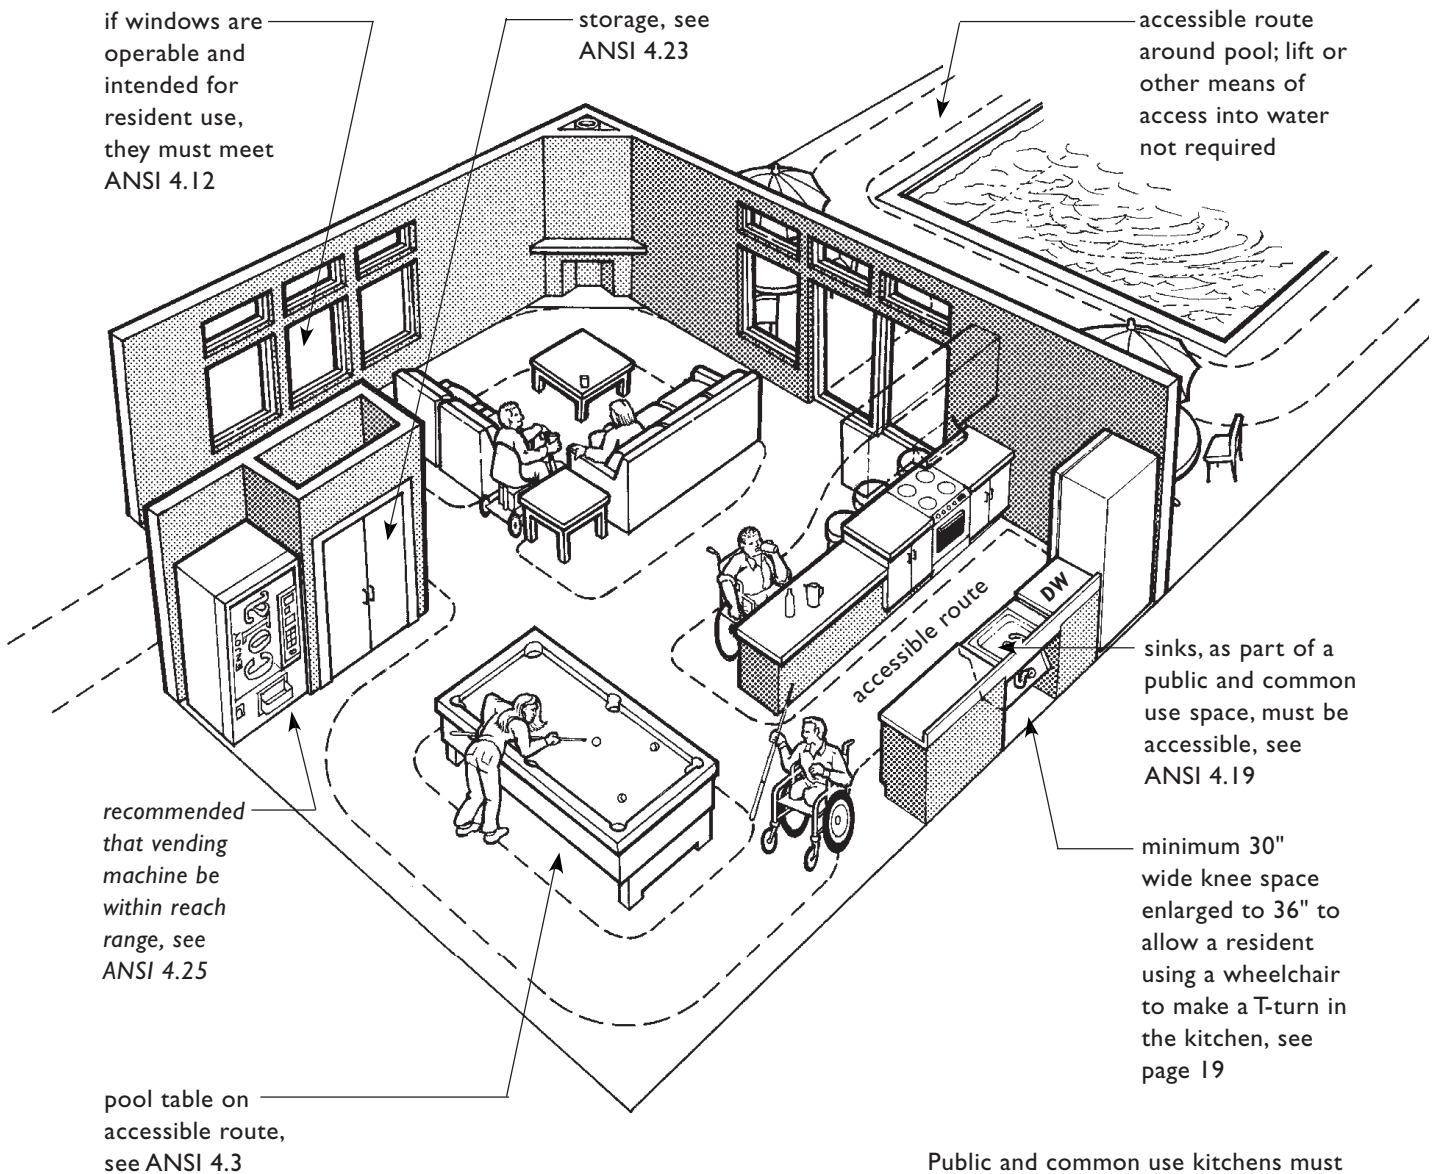 if windows are
operable and
intended for
resident use,
they must meet
ANSI 4.12
storage, see
ANSI 4.23
accessible route
around pool; lift or
other means of
access into water
not required
COLAS
DW
accessible route
sinks, as part of a
public and common
use space, must be
accessible, see
ANSI 4.19
recommended
that vending
machine be
within reach
range, see
ANSI 4.25
minimum 30"
wide knee space
enlarged to 36" to
allow a resident
using a wheelchair
to make a T-turn in
the kitchen, see
page 19
pool table on
accessible route,
see ANSI 4.3
Public and common use kitchens must